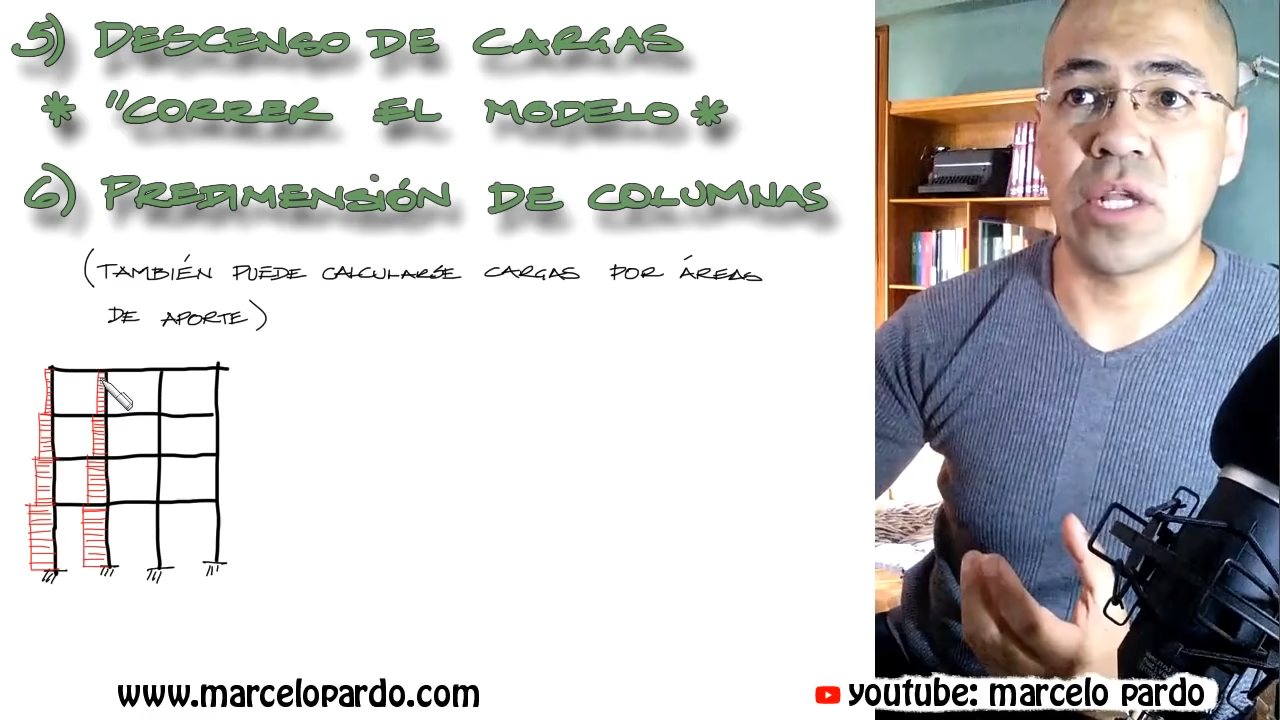 5) DESCENSO DE CARGAS
* "CORRER EL MODELO *
6) PREDIMENSIÓN DE COLUMNAS
(TAMBIÉN PUEDE CALCULARSE CARGAS POR ÁREAS
DE APORTE)
www.marcelopardo.com
youtube: marcelo pardo